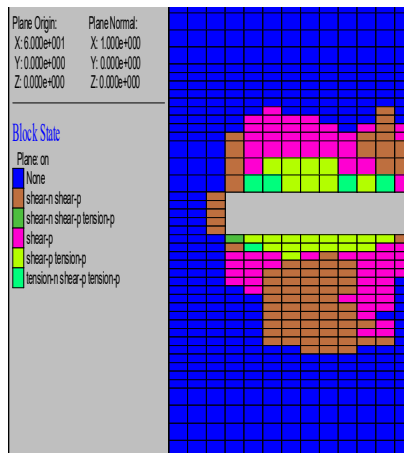 Plane Origin: Plane Normal:
X: 6.000e+001 X: 1.000e+000
Y: 0.000e+000 Y: 0.000e+000
Z: 0.000e+000 Z: 0.000e+000
Block State
Plane: on
None
shear-n shear-p
shear-n shear-p tension-p
shear-p
shear-p tension-p
tension-n shear-p tension-p